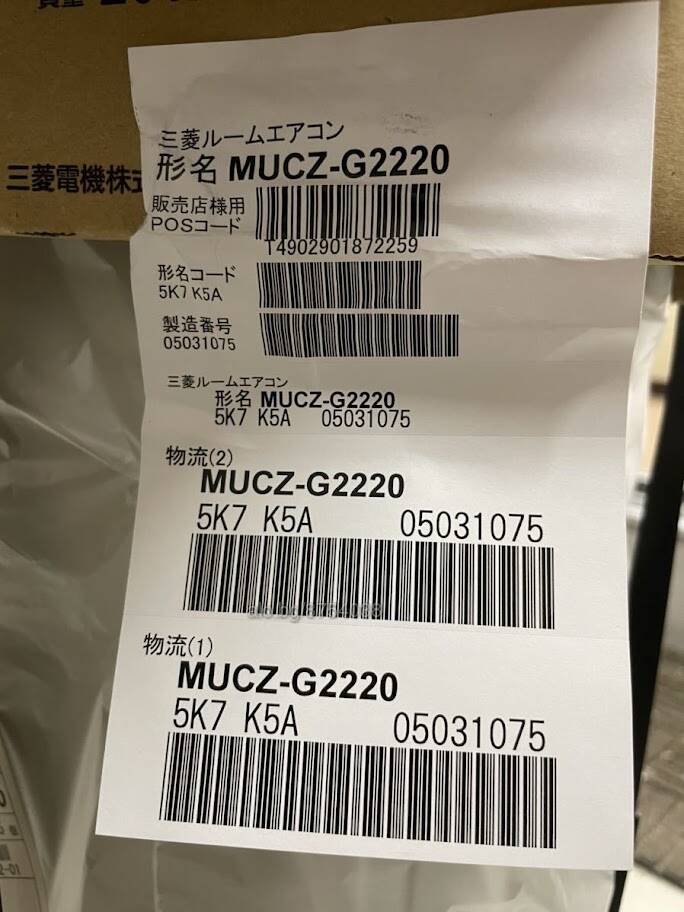 三菱電機株式
三菱ルームエアコン
形名 MUCZ-G2220
販売店様用
POSコード
T4902901872259
形名コード
5K7 K5A
製造番号
05031075
三菱ルームエアコン
形名 MUCZ-G2220
5K7 K5A 05031075
物流(2)
MUCZ-G2220
5K7 K5A 05031075
物流(1)
MUCZ-G2220
5K7 K5A 05031075